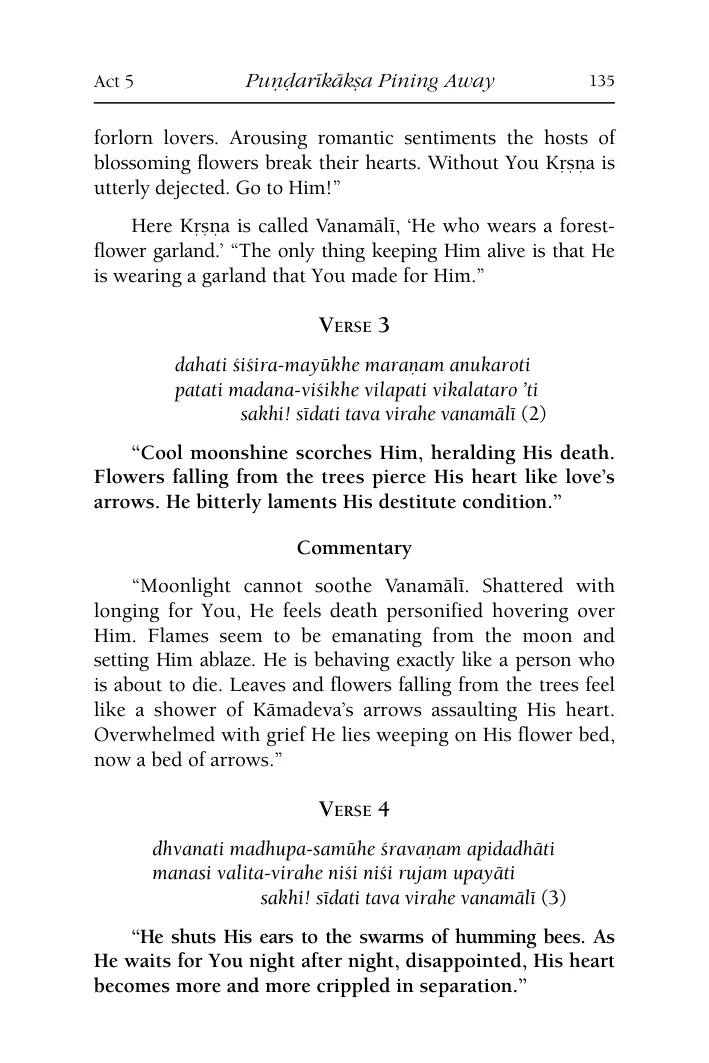 Act 5 Puṇḍarīkākṣa Pining Away 135
forlorn lovers. Arousing romantic sentiments the hosts of
blossoming flowers break their hearts. Without You Kṛṣṇa is
utterly dejected. Go to Him!”
Here Kṛṣṇa is called Vanamālī, ‘He who wears a forest-
flower garland.’ “The only thing keeping Him alive is that He
is wearing a garland that You made for Him.”
Verse 3
dahati śiśira-mayūkhe maraṇam anukaroti
patati madana-viśikhe vilapati vikalataro ’ti
sakhi! sīdati tava virahe vanamālī (2)
“Cool moonshine scorches Him, heralding His death.
Flowers falling from the trees pierce His heart like love’s
arrows. He bitterly laments His destitute condition.”
Commentary
“Moonlight cannot soothe Vanamālī. Shattered with
longing for You, He feels death personified hovering over
Him. Flames seem to be emanating from the moon and
setting Him ablaze. He is behaving exactly like a person who
is about to die. Leaves and flowers falling from the trees feel
like a shower of Kāmadeva’s arrows assaulting His heart.
Overwhelmed with grief He lies weeping on His flower bed,
now a bed of arrows.”
Verse 4
dhvanati madhupa-samūhe śravaṇam apidadhāti
manasi valita-virahe niśi niśi rujam upayāti
sakhi! sīdati tava virahe vanamālī (3)
“He shuts His ears to the swarms of humming bees. As
He waits for You night after night, disappointed, His heart
becomes more and more crippled in separation.”